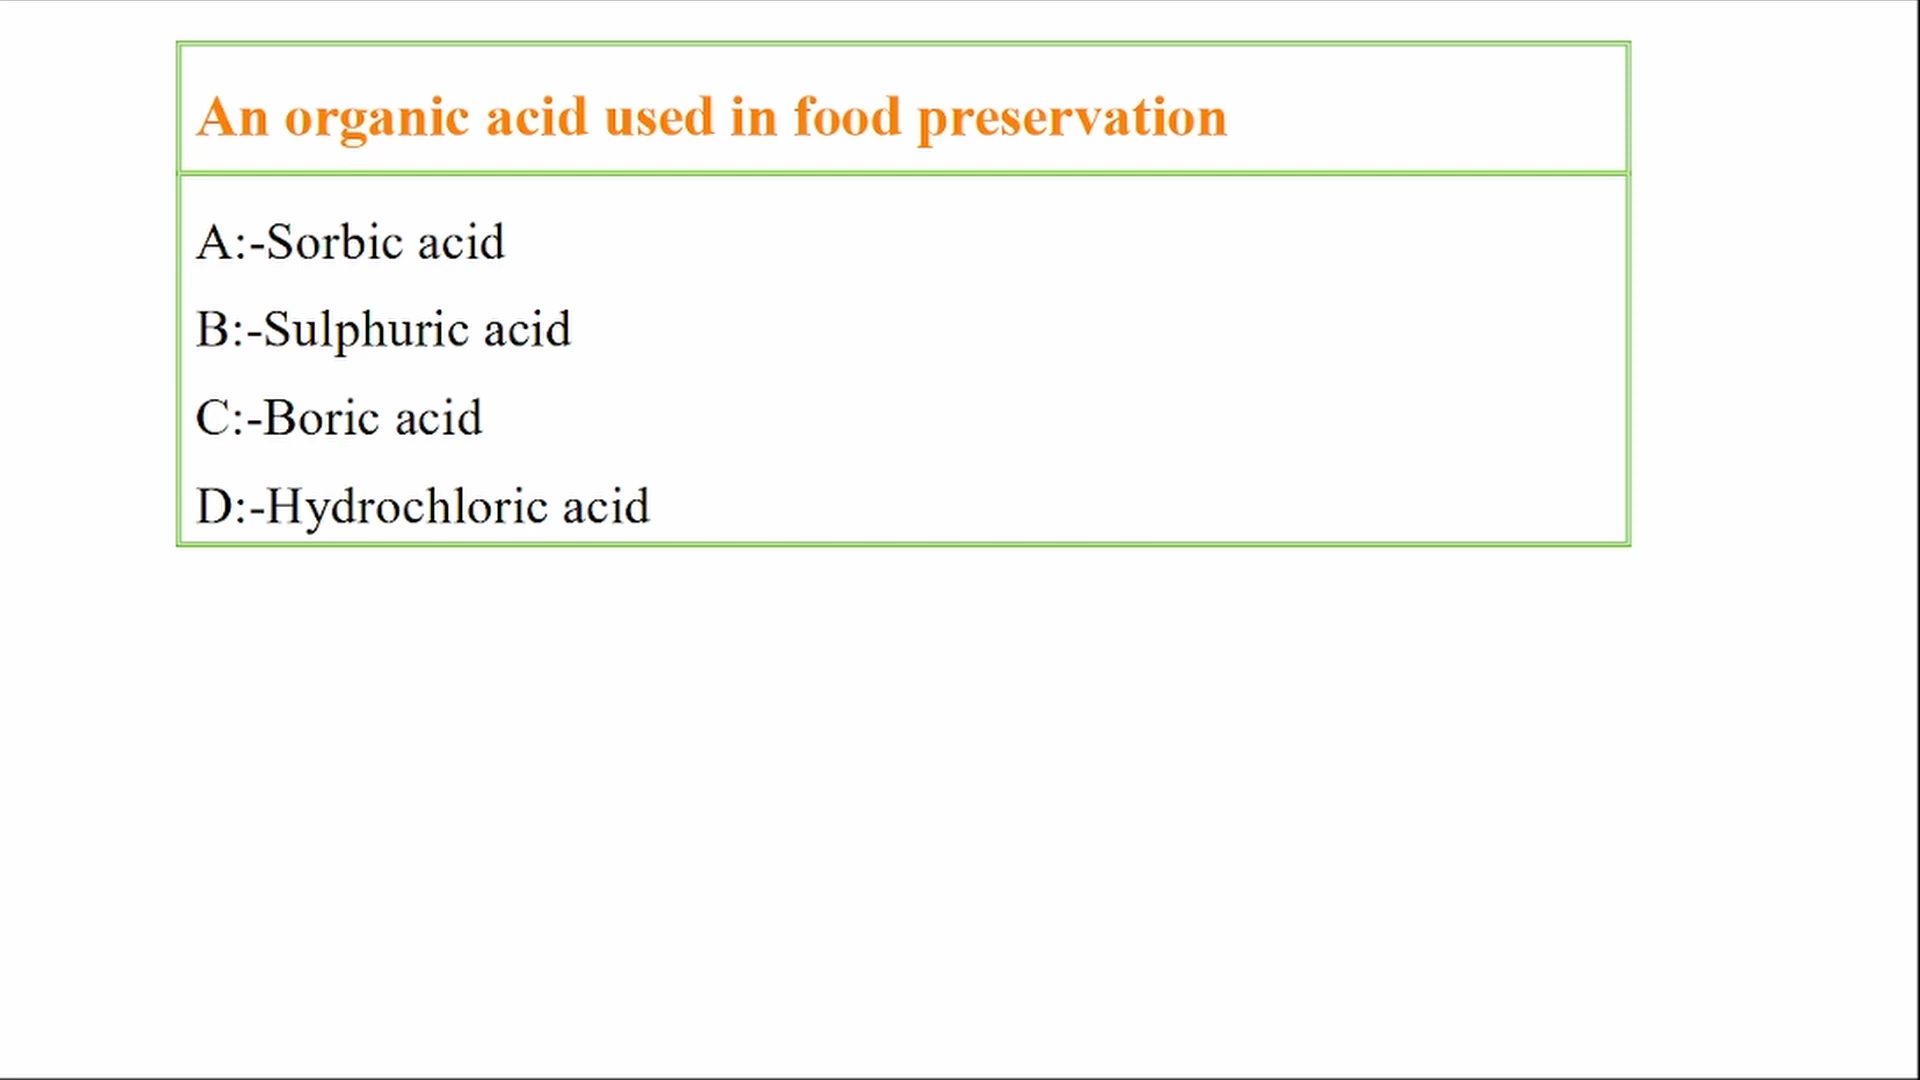 An organic acid used in food preservation
A:-Sorbic acid
B:-Sulphuric acid
C:-Boric acid
D:-Hydrochloric acid